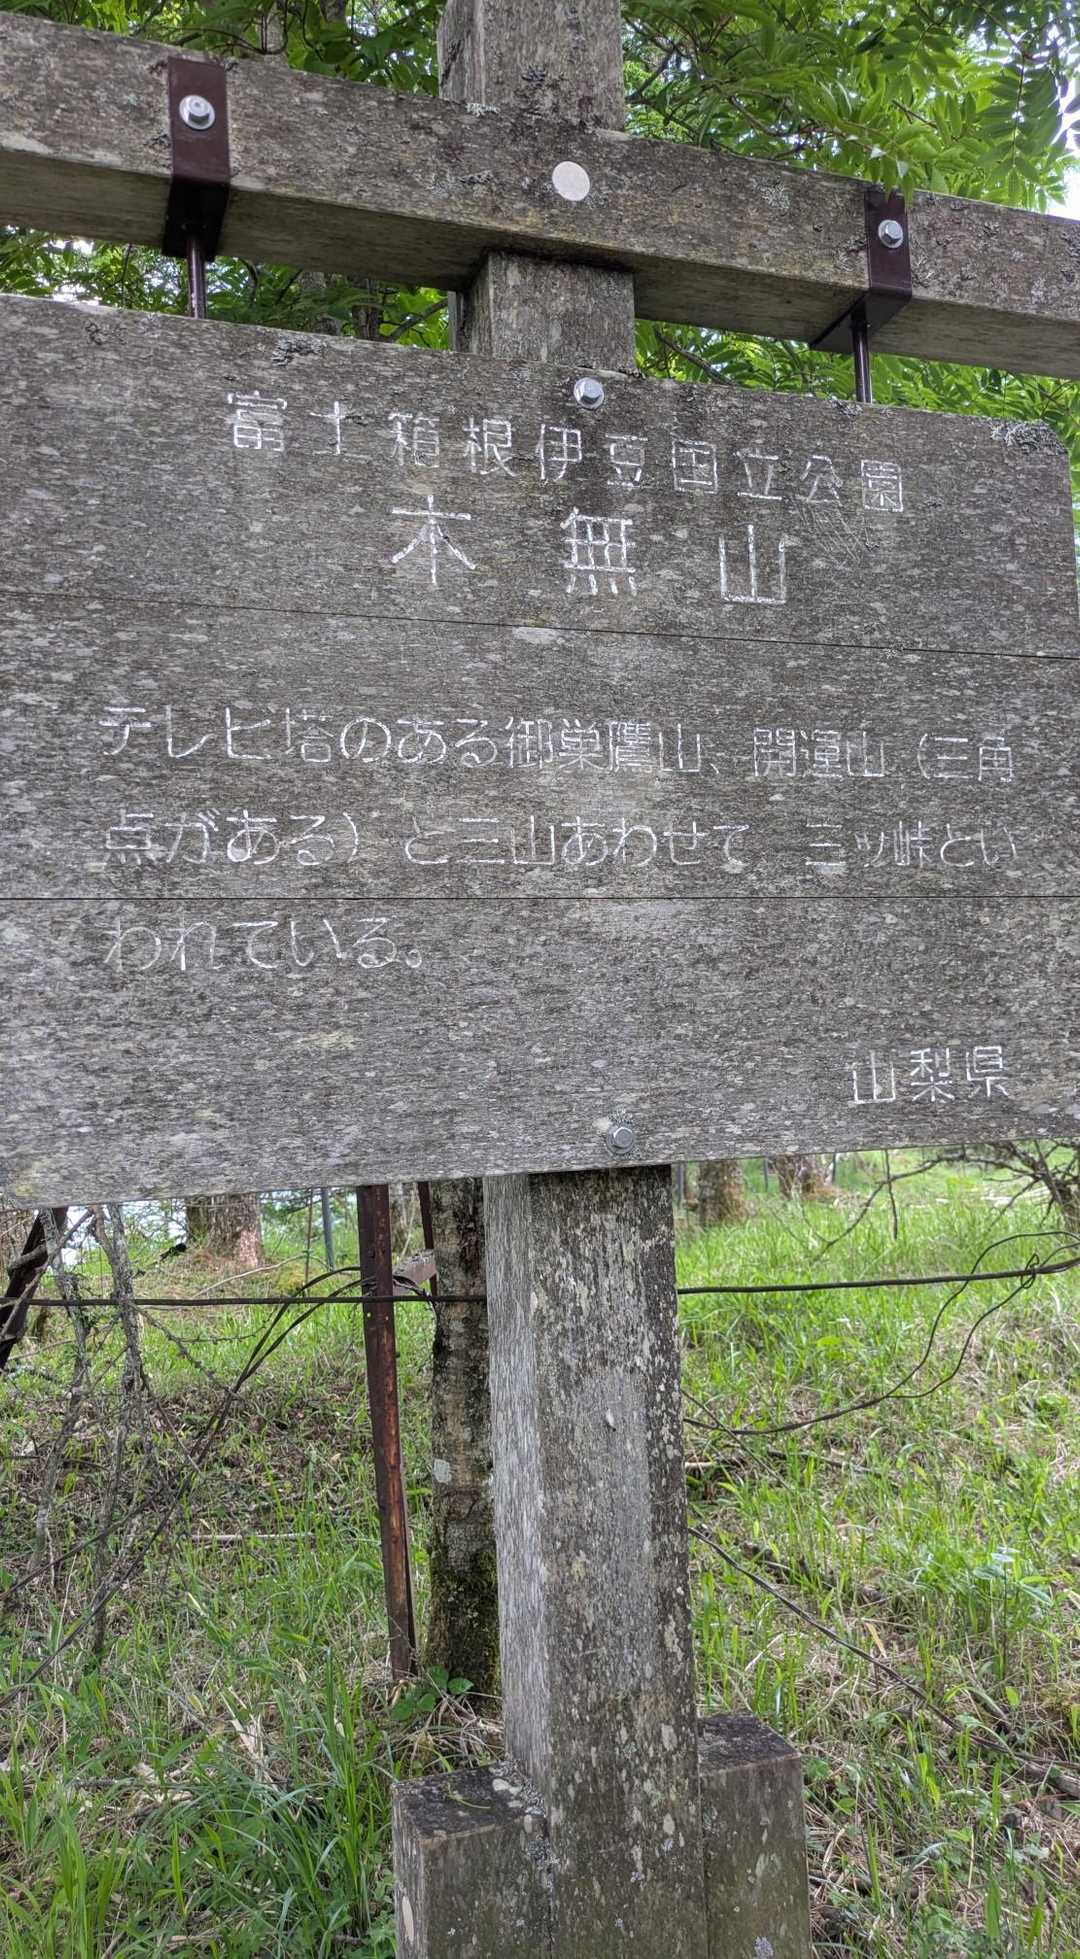 富士箱根伊豆国立公園
木無山
テレビ塔のある御巣鷹山、開運山（三角
点がある）と三山あわせて 三ッ峠とい
われている。
山梨県